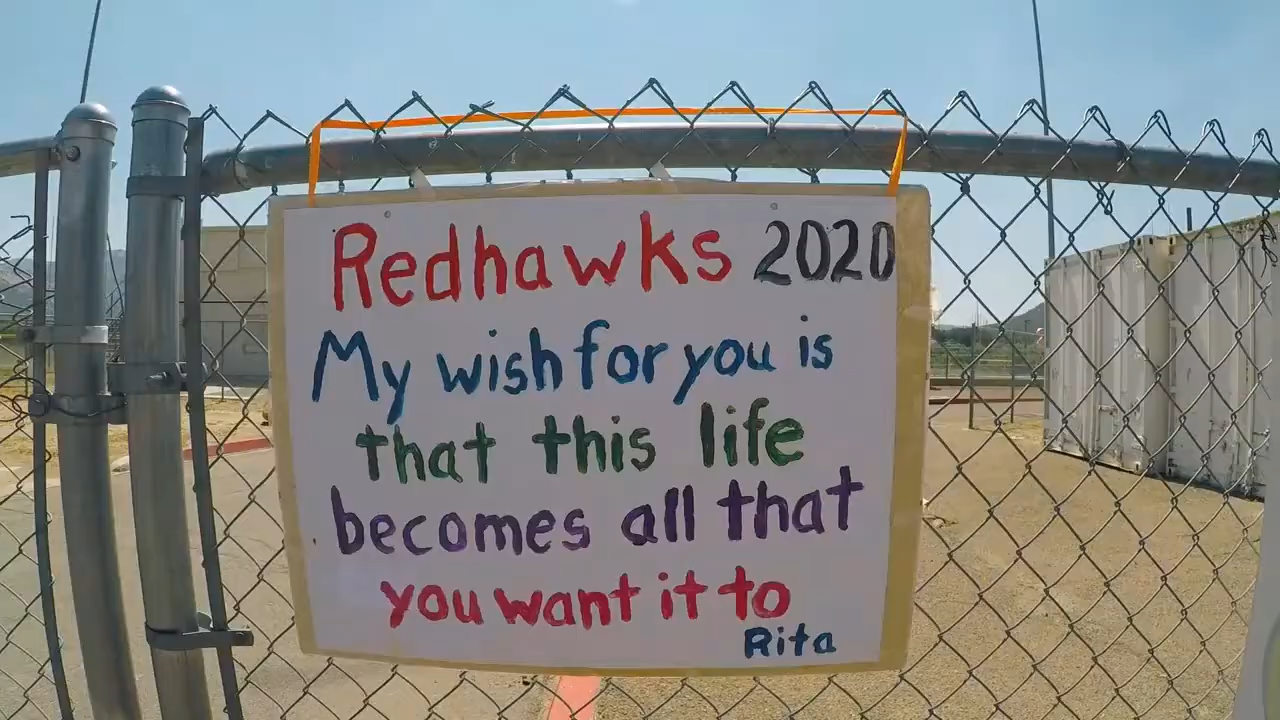 Redhawks 2020
My wish for you is
that this life
becomes all that
you want it to
Rita